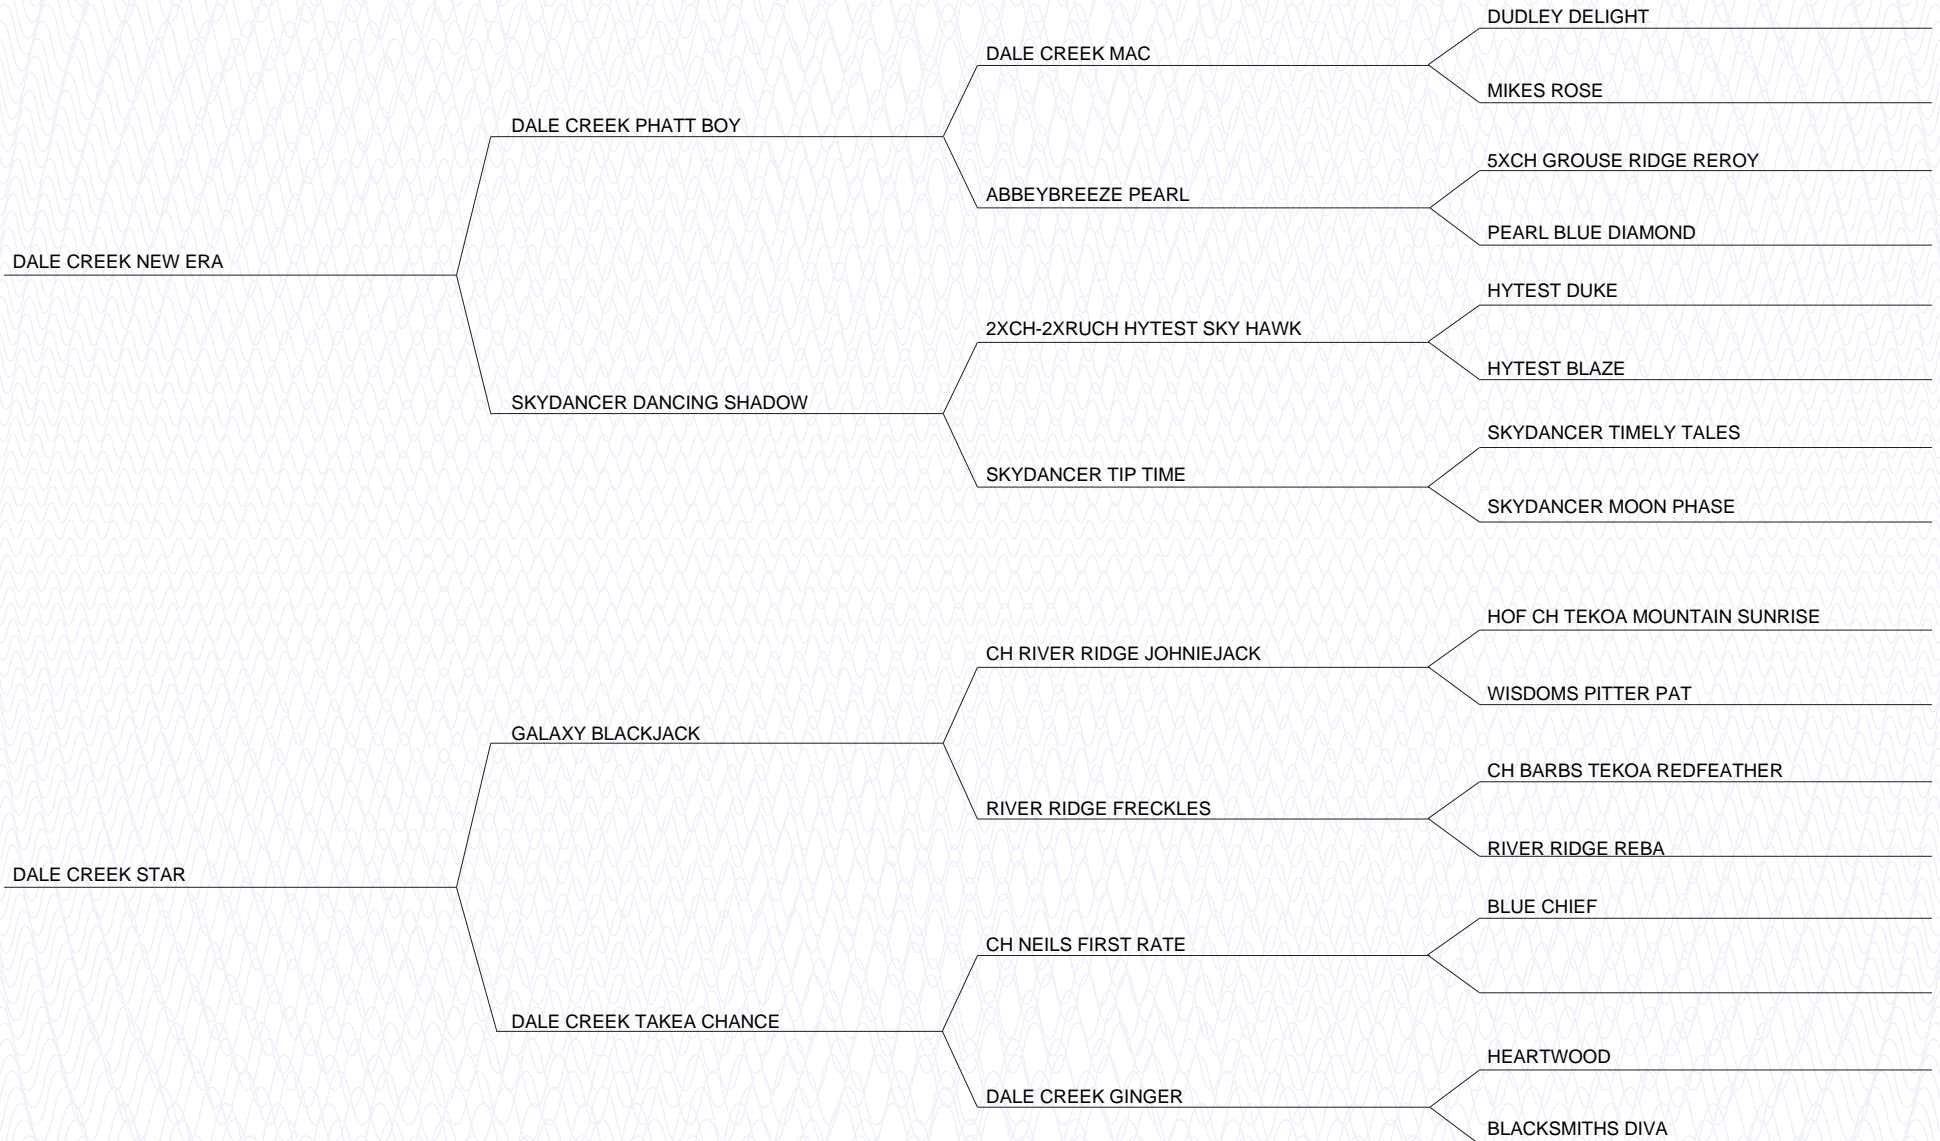 DUDLEY DELIGHT
DALE CREEK MAC
MIKES ROSE
DALE CREEK PHATT BOY
5XCH GROUSE RIDGE REROY
ABBEYBREEZE PEARL
PEARL BLUE DIAMOND
DALE CREEK NEW ERA
HYTEST DUKE
2XCH-2XRUCH HYTEST SKY HAWK
HYTEST BLAZE
SKYDANCER DANCING SHADOW
SKYDANCER TIMELY TALES
SKYDANCER TIP TIME
SKYDANCER MOON PHASE
HOF CH TEKOA MOUNTAIN SUNRISE
CH RIVER RIDGE JOHNIEJACK
WISDOMS PITTER PAT
GALAXY BLACKJACK
CH BARBS TEKOA REDFEATHER
RIVER RIDGE FRECKLES
RIVER RIDGE REBA
DALE CREEK STAR
BLUE CHIEF
CH NEILS FIRST RATE
DALE CREEK TAKEA CHANCE
HEARTWOOD
DALE CREEK GINGER
BLACKSMITHS DIVA